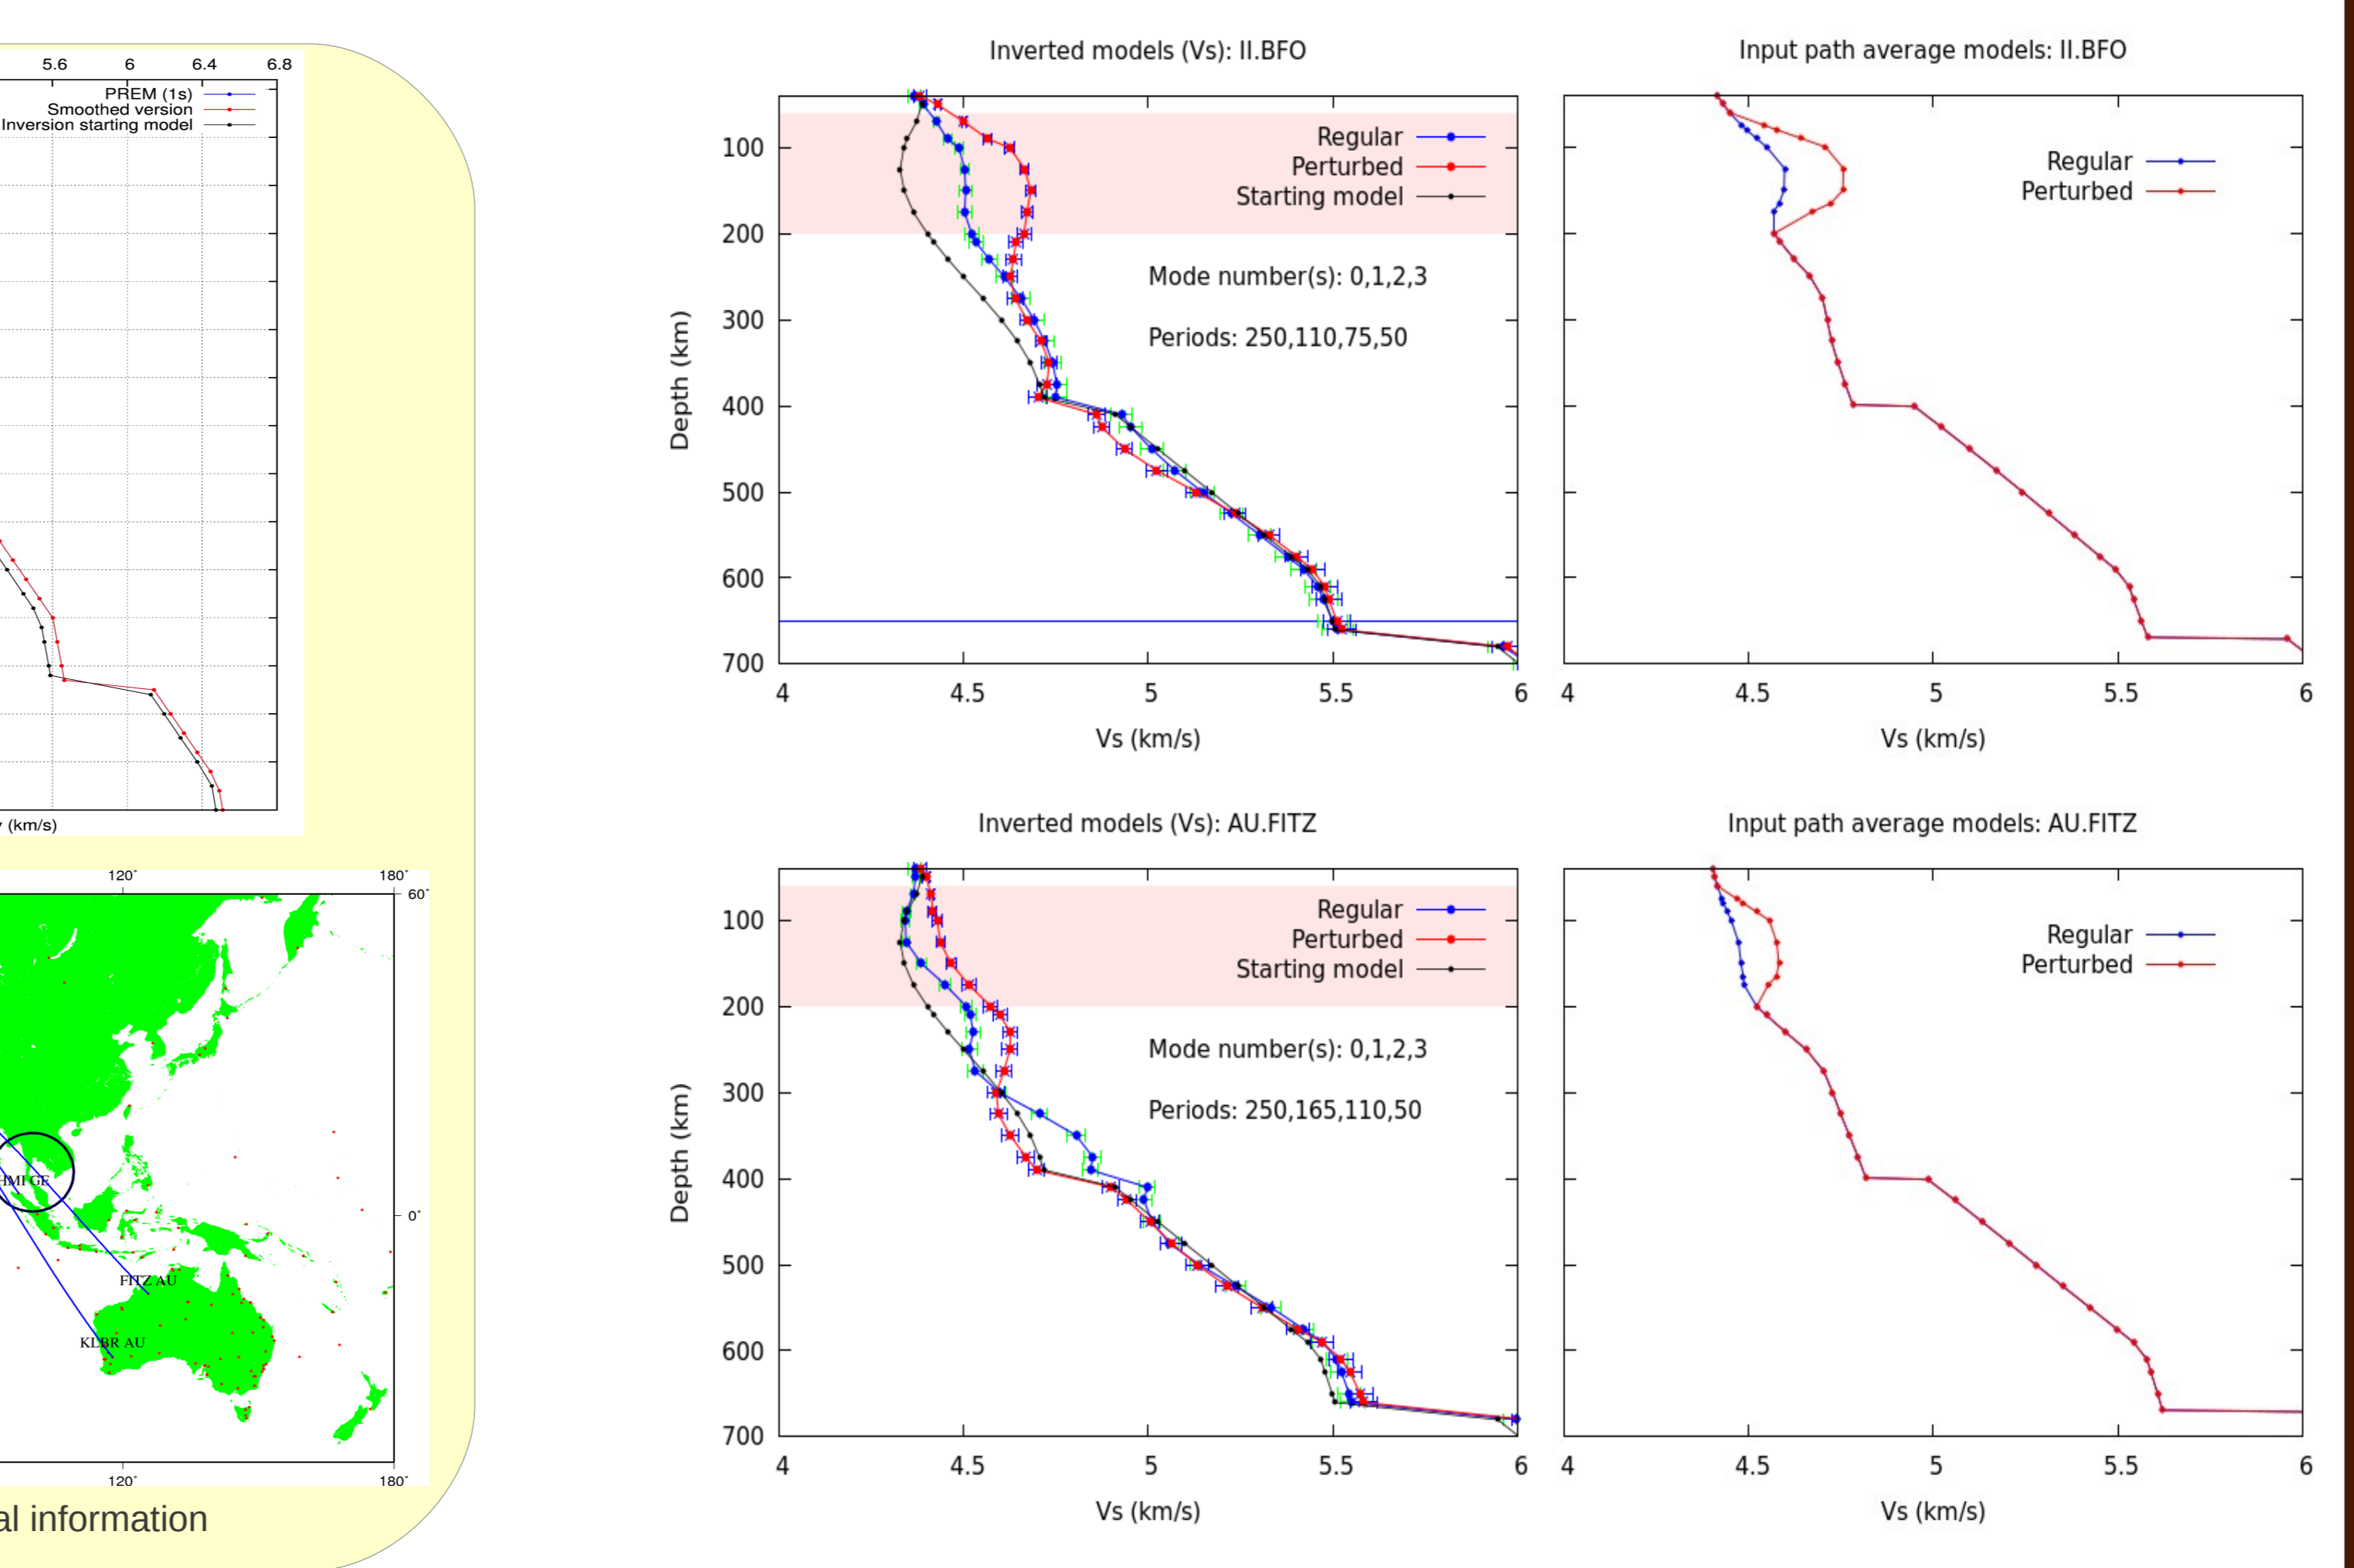 5.6 6 6.4 6.8
PREM (1s)
Smoothed version
Inversion starting model
(km/s)
120˚ 180˚
60˚
HMI GE
0˚
FITZ AU
KLBR AU
120˚ 180˚
al information
Inverted models (Vs): II.BFO
Regular
Perturbed
Starting model
Mode number(s): 0,1,2,3
Periods: 250,110,75,50
Depth (km)
100
200
300
400
500
600
700
4 4.5 5 5.5 6
Vs (km/s)
Input path average models: II.BFO
Regular
Perturbed
4 4.5 5 5.5 6
Vs (km/s)
Inverted models (Vs): AU.FITZ
Regular
Perturbed
Starting model
Mode number(s): 0,1,2,3
Periods: 250,165,110,50
Depth (km)
100
200
300
400
500
600
700
4 4.5 5 5.5 6
Vs (km/s)
Input path average models: AU.FITZ
Regular
Perturbed
4 4.5 5 5.5 6
Vs (km/s)